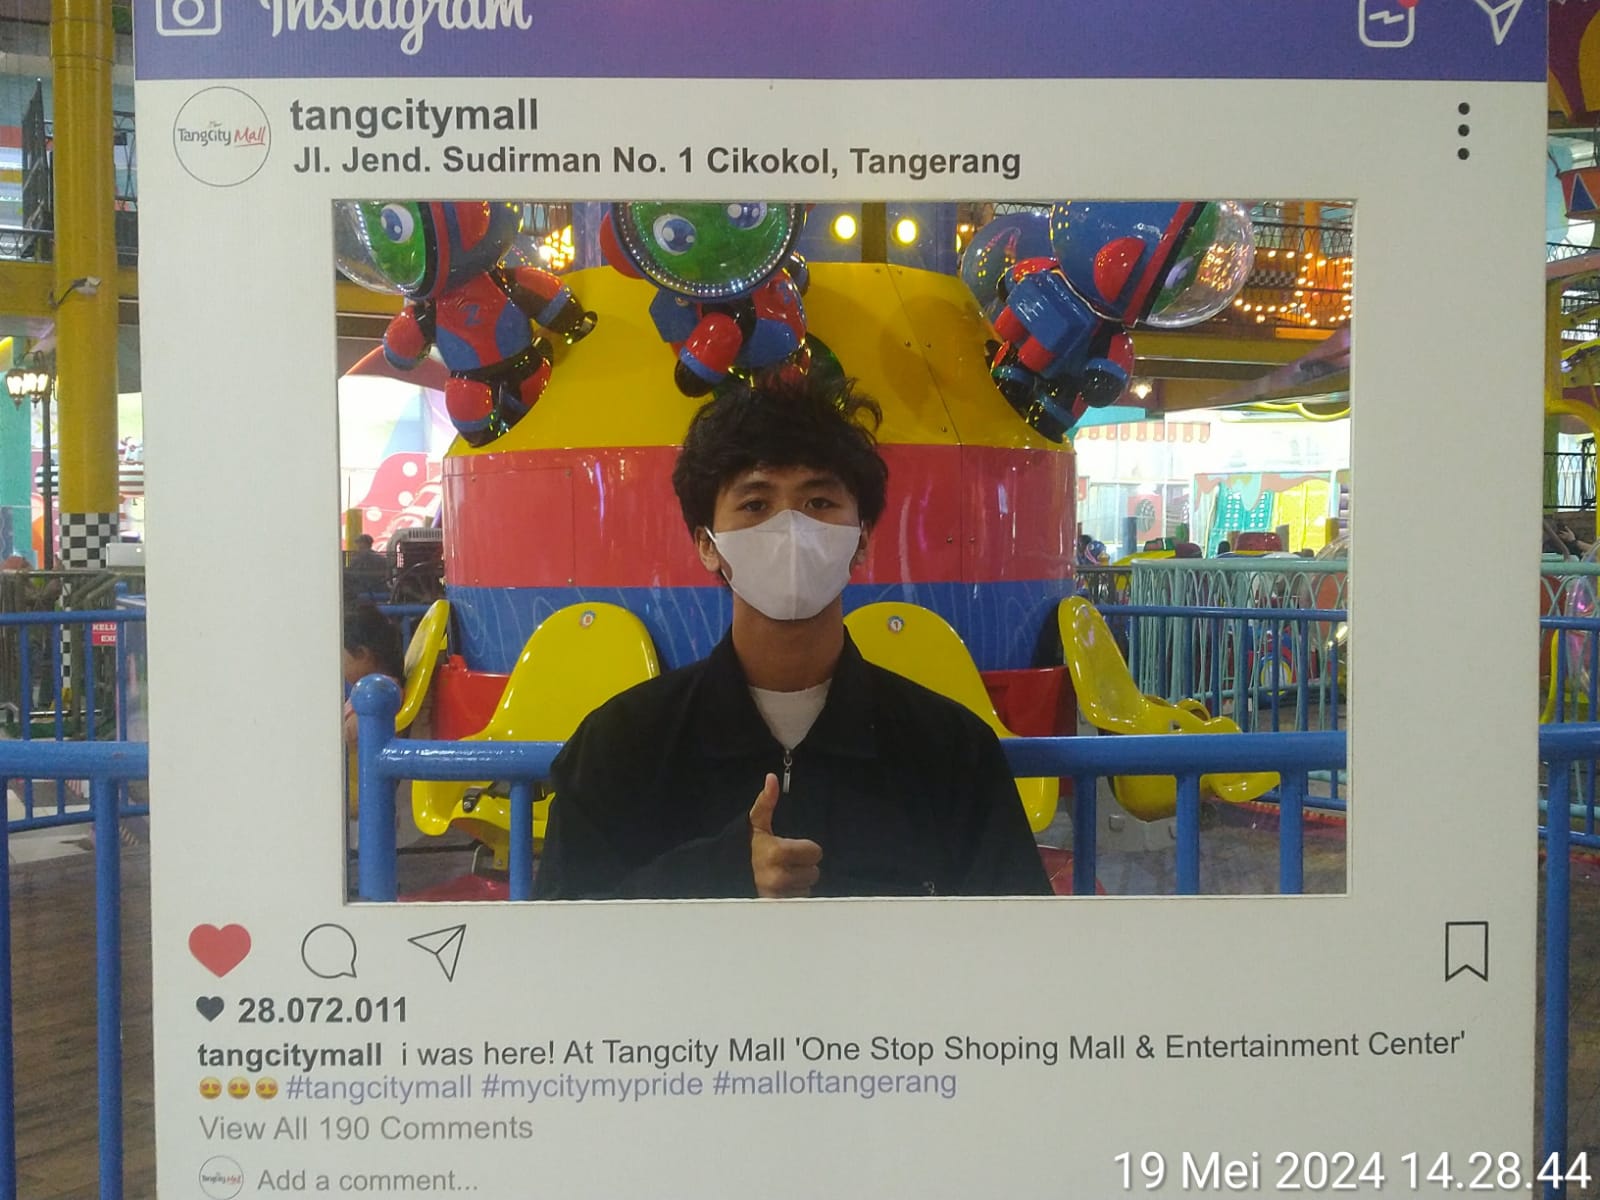 Instagram
TangCity Mall
tangcitymall
Jl. Jend. Sudirman No. 1 Cikokol, Tangerang
28.072.011
tangcitymall i was here! At Tangcity Mall 'One Stop Shoping Mall & Entertainment Center'
😍😍😍 #tangcitymall #mycitymypride #malloftangerang
View All 190 Comments
TangCity Mall
Add a comment...
19 Mei 2024 14.28.44